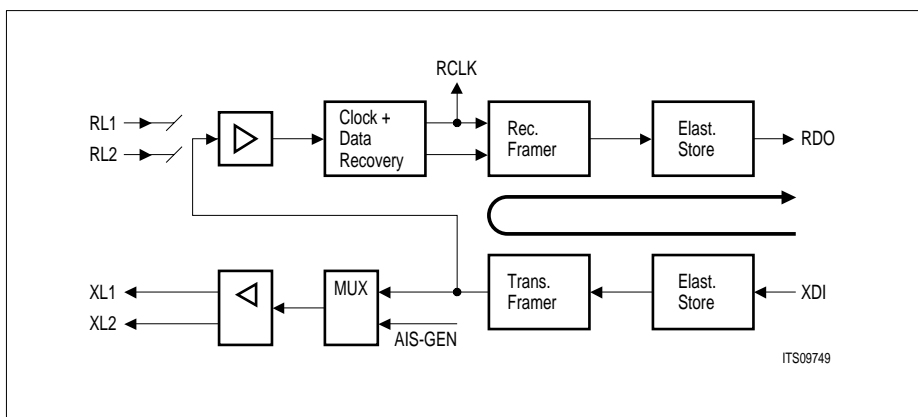 RCLK
RL1
RL2
Clock +
Data
Recovery
Rec.
Framer
Elast.
Store
RDO
XL1
XL2
MUX
AIS-GEN
Trans.
Framer
Elast.
Store
XDI
ITS09749